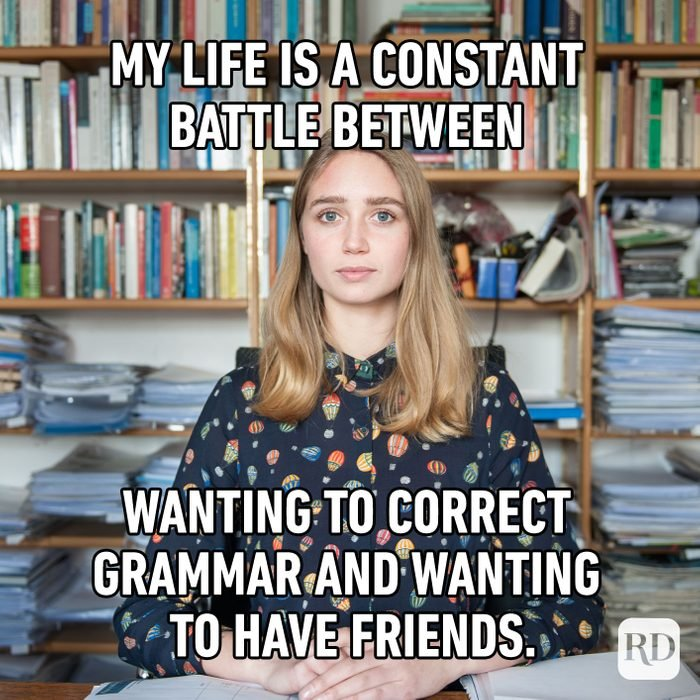 MY LIFE IS A CONSTANT
BATTLE BETWEEN
WANTING TO CORRECT
GRAMMAR AND WANTING
TO HAVE FRIENDS.
RD